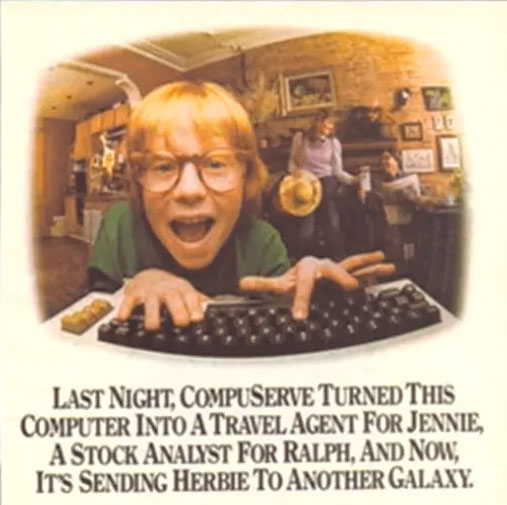 LAST NIGHT, COMPUSERVE TURNED THIS
COMPUTER INTO A TRAVEL AGENT FOR JENNIE,
A STOCK ANALYST FOR RALPH, AND NOW,
IT'S SENDING HERBIE TO ANOTHER GALAXY.